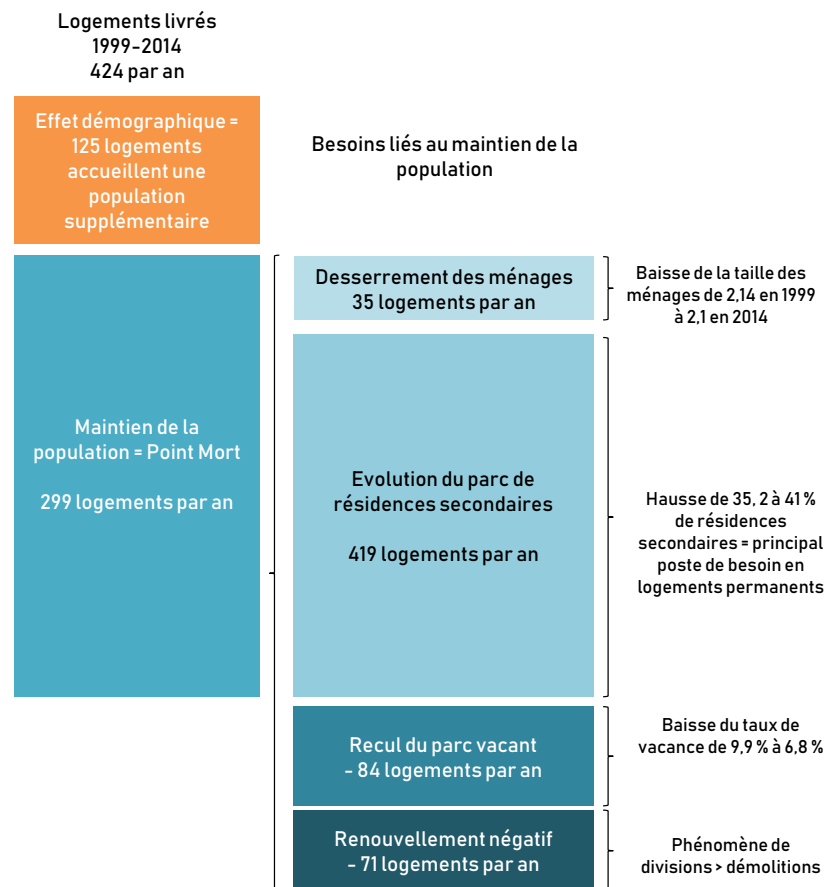 Logements livrés
1999-2014
424 par an
Effet démographique =
125 logements
accueillent une
population
supplémentaire
Besoins liés au maintien de la
population
Maintien de la
population = Point Mort
299 logements par an
Desserrement des ménages
35 logements par an
Baisse de la taille des
ménages de 2,14 en 1999
à 2,1 en 2014
Evolution du parc de
résidences secondaires
419 logements par an
Hausse de 35, 2 à 41 %
de résidences
secondaires = principal
poste de besoin en
logements permanents
Recul du parc vacant
- 84 logements par an
Baisse du taux de
vacance de 9,9 % à 6,8 %
Renouvellement négatif
- 71 logements par an
Phénomène de
divisions > démolitions